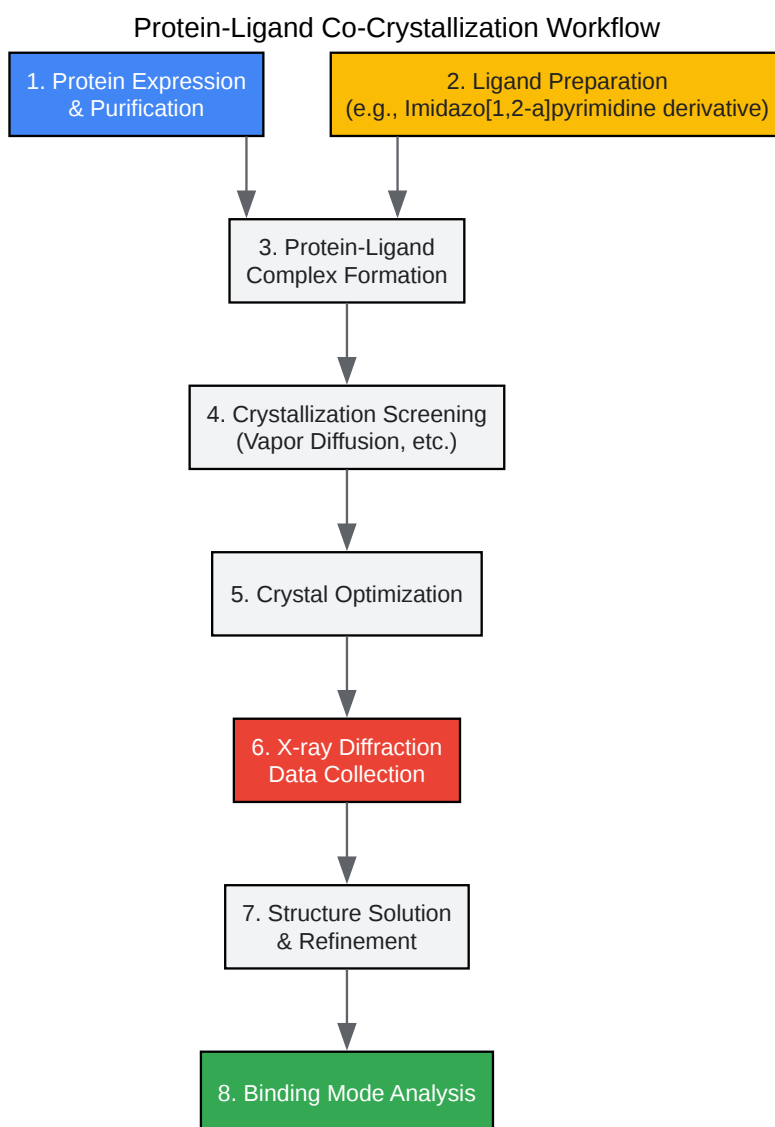 Protein-Ligand Co-Crystallization Workflow
1. Protein Expression
& Purification
2. Ligand Preparation
(e.g., Imidazo[1,2-a]pyrimidine derivative)
3. Protein-Ligand
Complex Formation
4. Crystallization Screening
(Vapor Diffusion, etc.)
5. Crystal Optimization
6. X-ray Diffraction
Data Collection
7. Structure Solution
& Refinement
8. Binding Mode Analysis